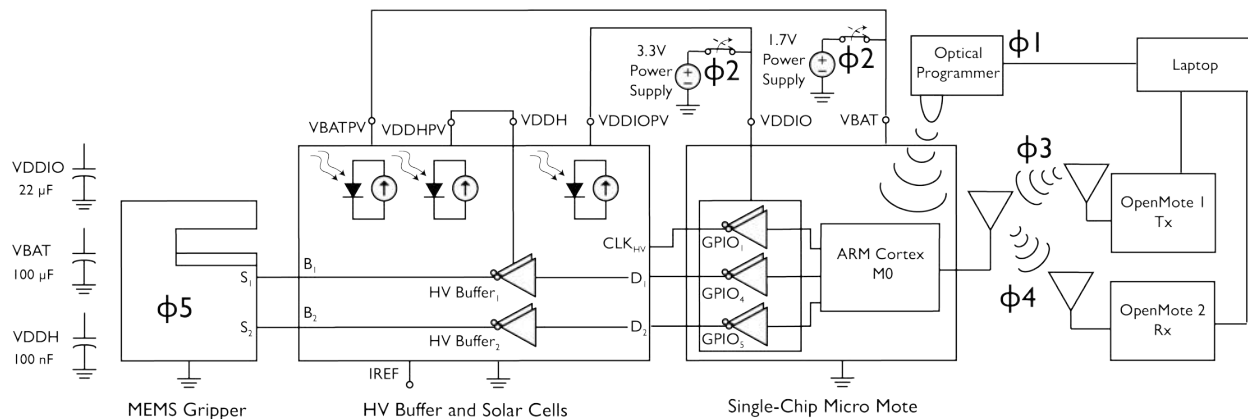 3.3V
Power
Supply
ϕ2
1.7V
Power
Supply
ϕ2
Optical
Programmer
ϕ1
Laptop
VBATPV
VDDHPV
VDDH
VDDIOPV
VDDIO
VBAT
VDDIO
22 µF
VBAT
100 µF
VDDH
100 nF
ϕ3
OpenMote 1
Tx
ϕ4
OpenMote 2
Rx
CLK_HV
GPIO₁
GPIO₄
GPIO₅
ARM Cortex
M0
S₁
B₁
HV Buffer₁
D₁
ϕ5
S₂
B₂
HV Buffer₂
D₂
IREF
MEMS Gripper
HV Buffer and Solar Cells
Single-Chip Micro Mote